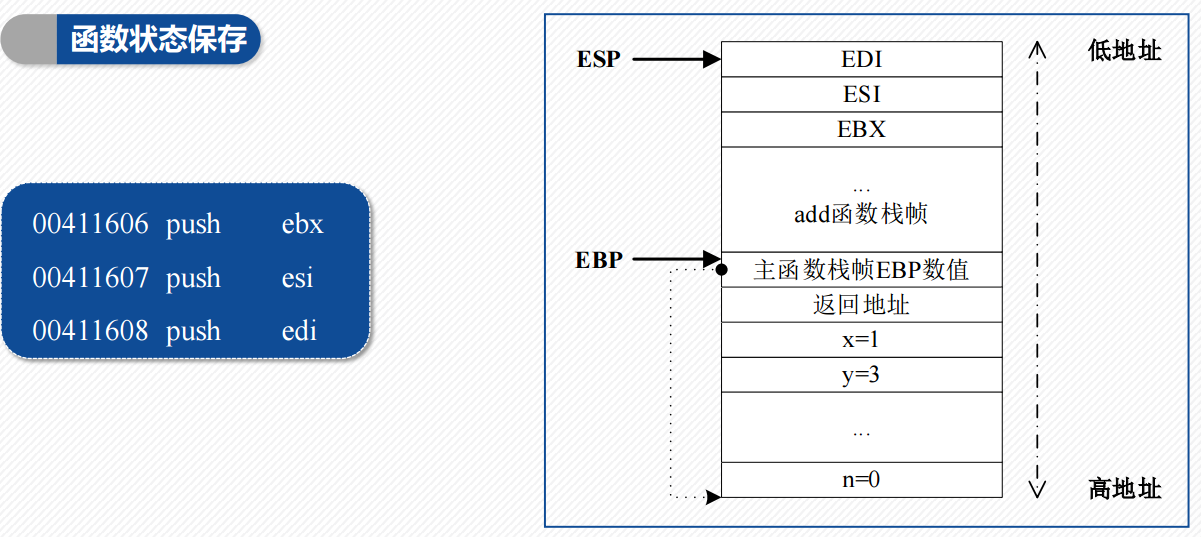 函数状态保存
00411606 push ebx
00411607 push esi
00411608 push edi
ESP
EDI
低地址
ESI
EBX
...
add函数栈帧
EBP
主函数栈帧EBP数值
返回地址
x=1
y=3
...
n=0
高地址